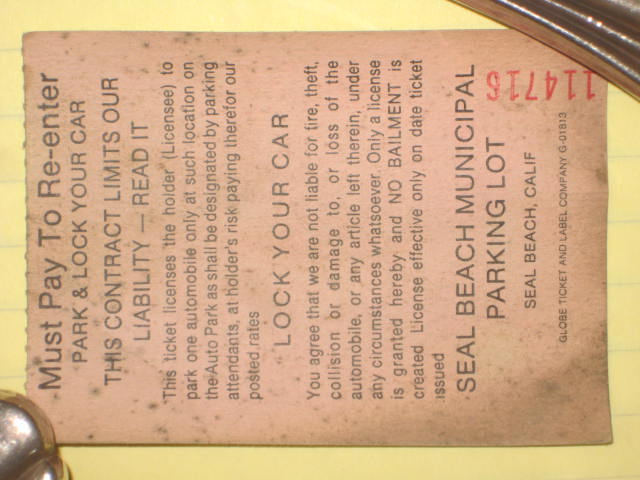 Must Pay To Re-enter
PARK & LOCK YOUR CAR
THIS CONTRACT LIMITS OUR
LIABILITY — READ IT
This ticket licenses the holder (Licensee) to
park one automobile only at such location on
the Auto Park as shall be designated by parking
attendants, at holder's risk paying therefor our
posted rates
LOCK YOUR CAR
You agree that we are not liable for fire, theft,
collision or damage to, or loss of the
automobile, or any article left therein, under
any circumstances whatsoever. Only a license
is granted hereby and NO BAILMENT is
created License effective only on date ticket
issued
SEAL BEACH MUNICIPAL
PARKING LOT
SEAL BEACH, CALIF
GLOBE TICKET AND LABEL COMPANY G-01813
114716